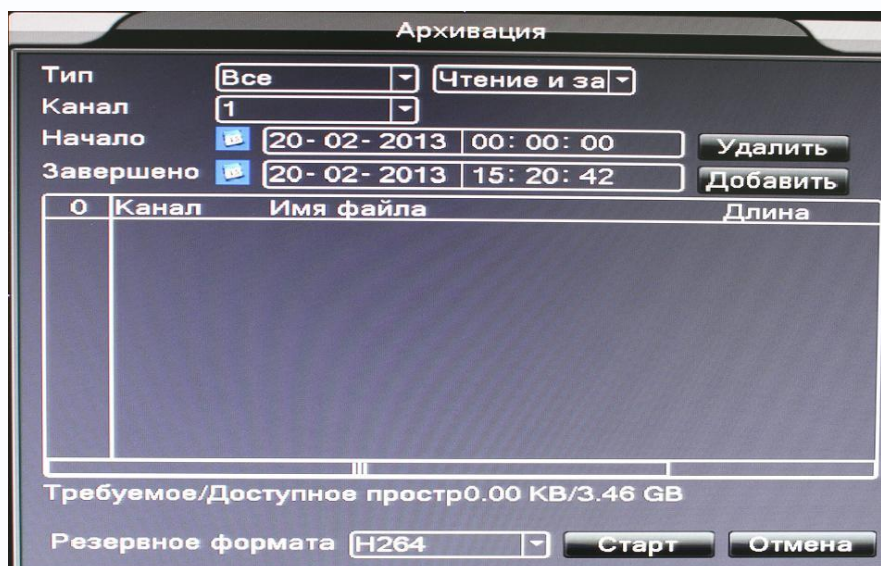 Архивация
Тип Все Чтение и за
Канал 1
Начало 20-02-2013 00:00:00 Удалить
Завершено 20-02-2013 15:20:42 Добавить
0 Канал Имя файла Длина
Требуемое/Доступное простр0.00 KB/3.46 GB
Резервное формата H264 Старт Отмена